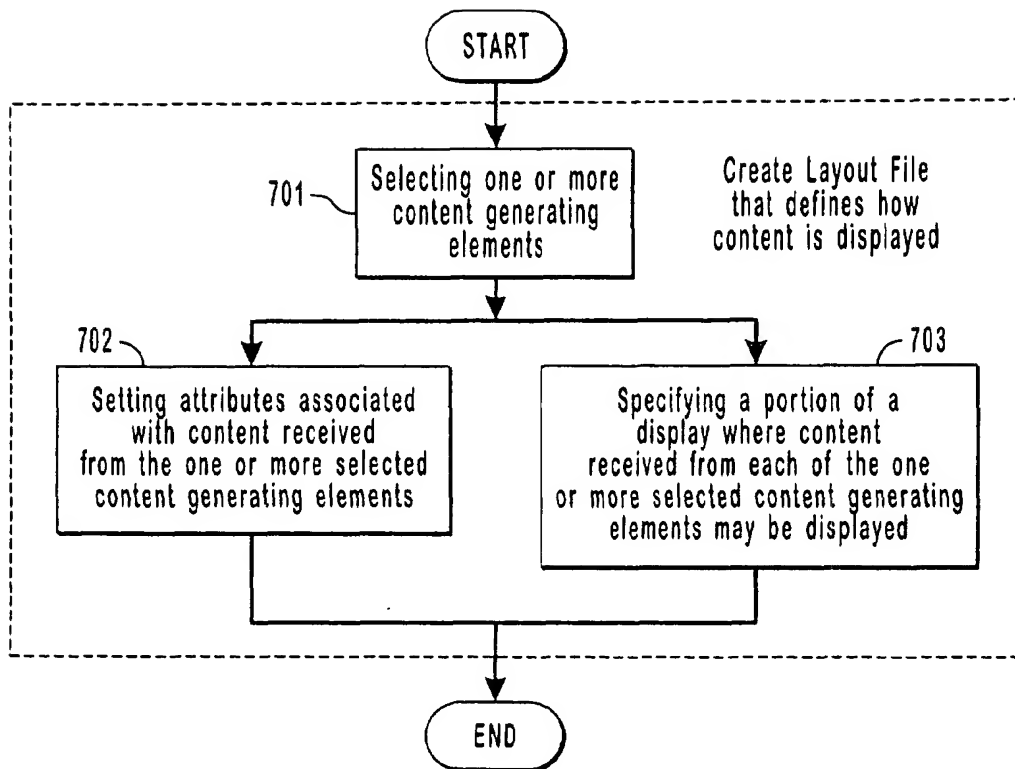 START
701
Selecting one or more
content generating
elements
Create Layout File
that defines how
content is displayed
702
Setting attributes associated
with content received
from the one or more selected
content generating elements
703
Specifying a portion of a
display where content
received from each of the one
or more selected content generating
elements may be displayed
END